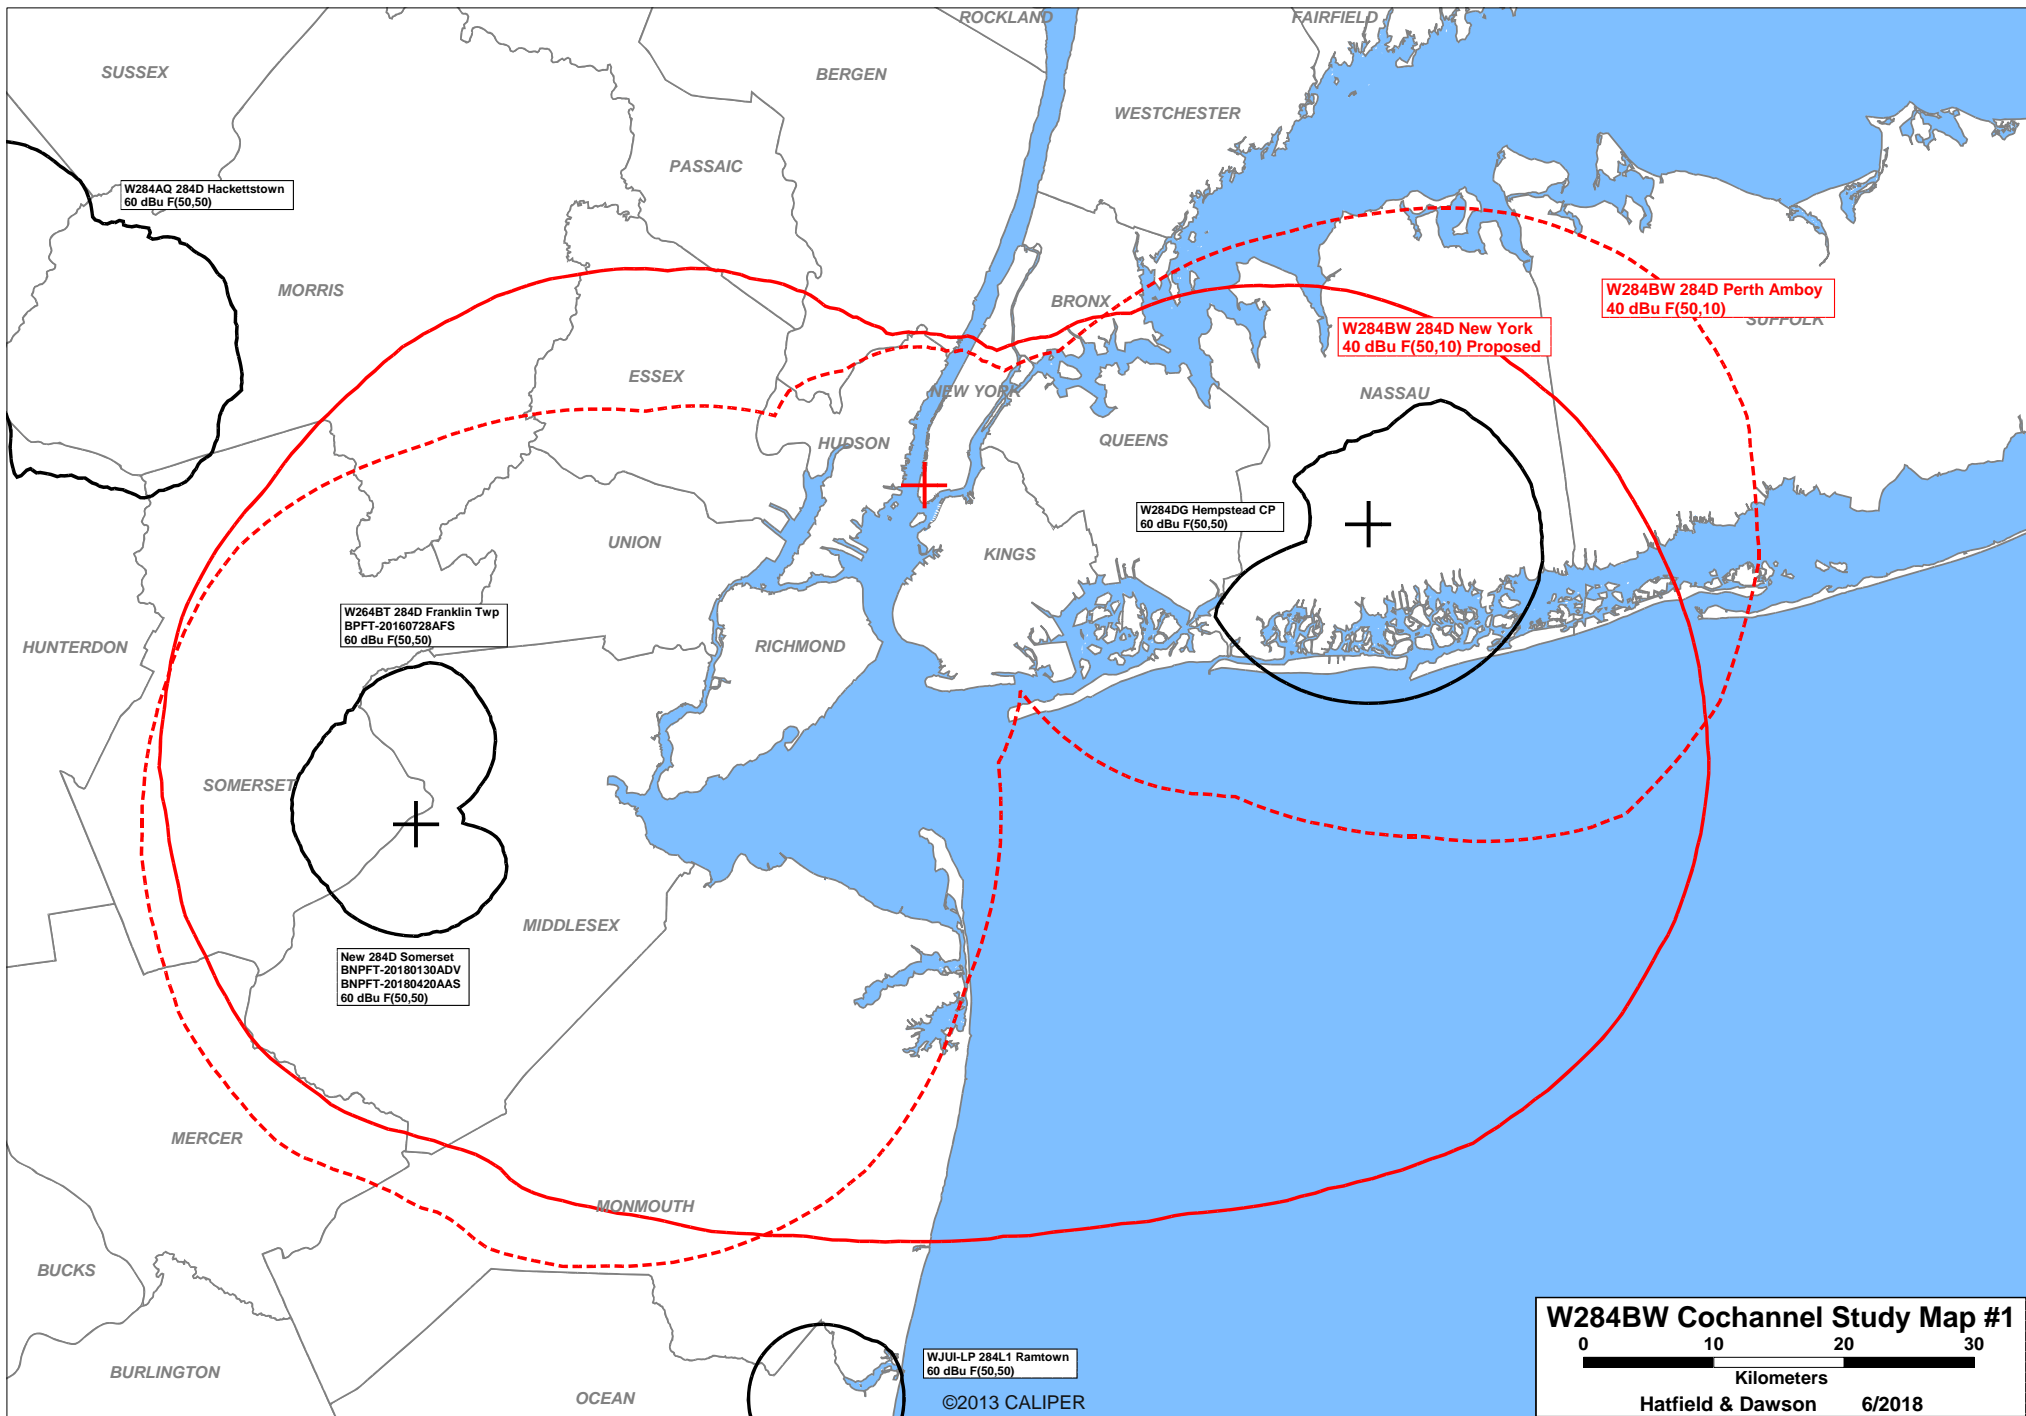 ROCKLAND
FAIRFIELD
SUSSEX
BERGEN
WESTCHESTER
PASSAIC
W284AQ 284D Hackettstown
60 dBu F(50,50)
MORRIS
BRONX
W284BW 284D Perth Amboy
40 dBu F(50,10)
SUFFOLK
W284BW 284D New York
40 dBu F(50,10) Proposed
ESSEX
NEW YORK
NASSAU
HUDSON
QUEENS
W284DG Hempstead CP
60 dBu F(50,50)
UNION
KINGS
W264BT 284D Franklin Twp
BPFT-20160728AFS
60 dBu F(50,50)
HUNTERDON
RICHMOND
SOMERSET
MIDDLESEX
New 284D Somerset
BNPFT-20180130ADV
BNPFT-20180420AAS
60 dBu F(50,50)
MERCER
MONMOUTH
BUCKS
BURLINGTON
OCEAN
WJUI-LP 284L1 Ramtown
60 dBu F(50,50)
©2013 CALIPER
W284BW Cochannel Study Map #1
0 10 20 30
Kilometers
Hatfield & Dawson 6/2018